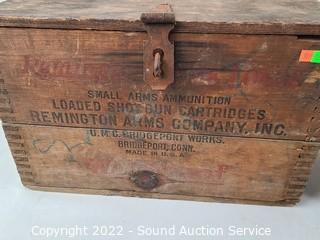 SMALL ARMS AMMUNITION
LOADED SHOTGUN CARTRIDGES
REMINGTON ARMS COMPANY, INC.
U.M.C. BRIDGEPORT WORKS.
BRIDGEPORT, CONN.
MADE IN U.S.A.
Copyright © 2022 - Sound Auction Service